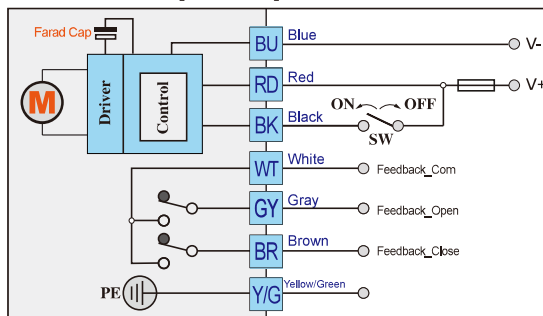 Farad Cap
M
Driver
Control
BU Blue
V-
RD Red
V+
ON OFF
BK Black
SW
WT White
Feedback_Com
GY Gray
Feedback_Open
BR Brown
Feedback_Close
PE
Y/G Yellow/Green